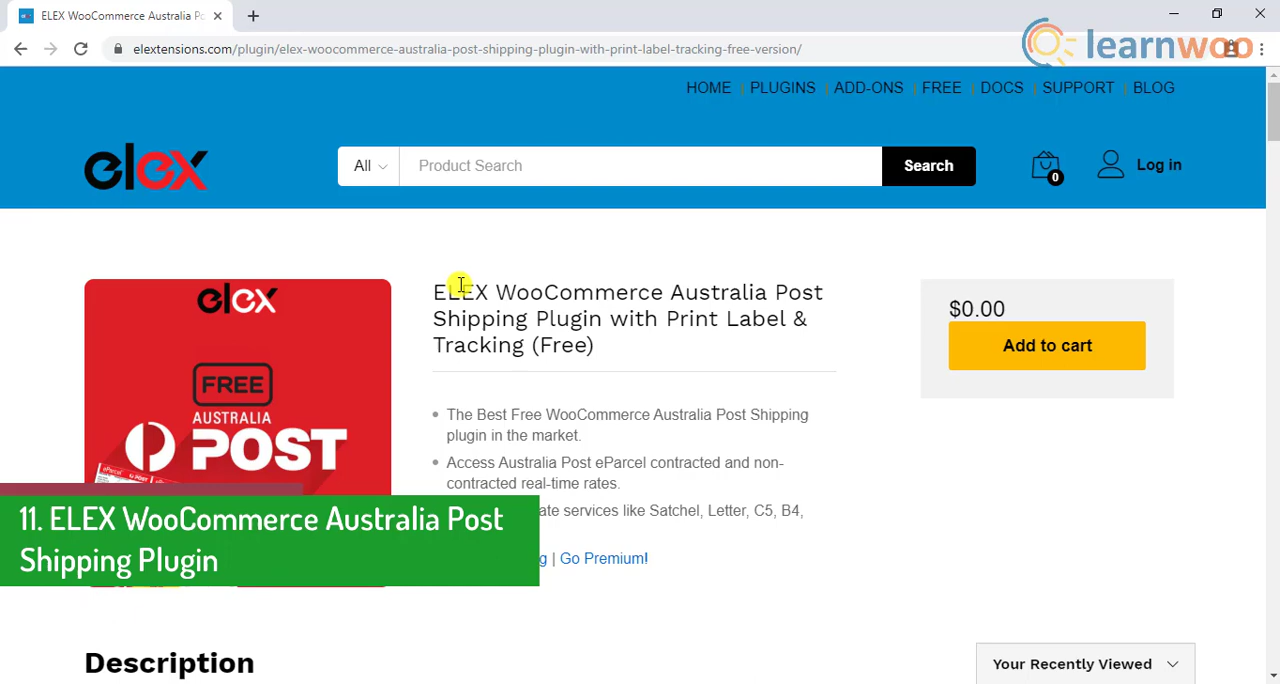 ELEX WooCommerce Australia Po
elextensions.com/plugin/elex-woocommerce-australia-post-shipping-plugin-with-print-label-tracking-free-version/
learnwoo
HOME PLUGINS ADD-ONS FREE DOCS SUPPORT BLOG
elex
All
Product Search
Search
0
Log in
elex
FREE
AUSTRALIA
POST
ELEX WooCommerce Australia Post
Shipping Plugin with Print Label &
Tracking (Free)
The Best Free WooCommerce Australia Post Shipping
plugin in the market.
Access Australia Post eParcel contracted and non-
contracted real-time rates.
ate services like Satchel, Letter, C5, B4,
g | Go Premium!
$0.00
Add to cart
11. ELEX WooCommerce Australia Post
Shipping Plugin
Description
Your Recently Viewed